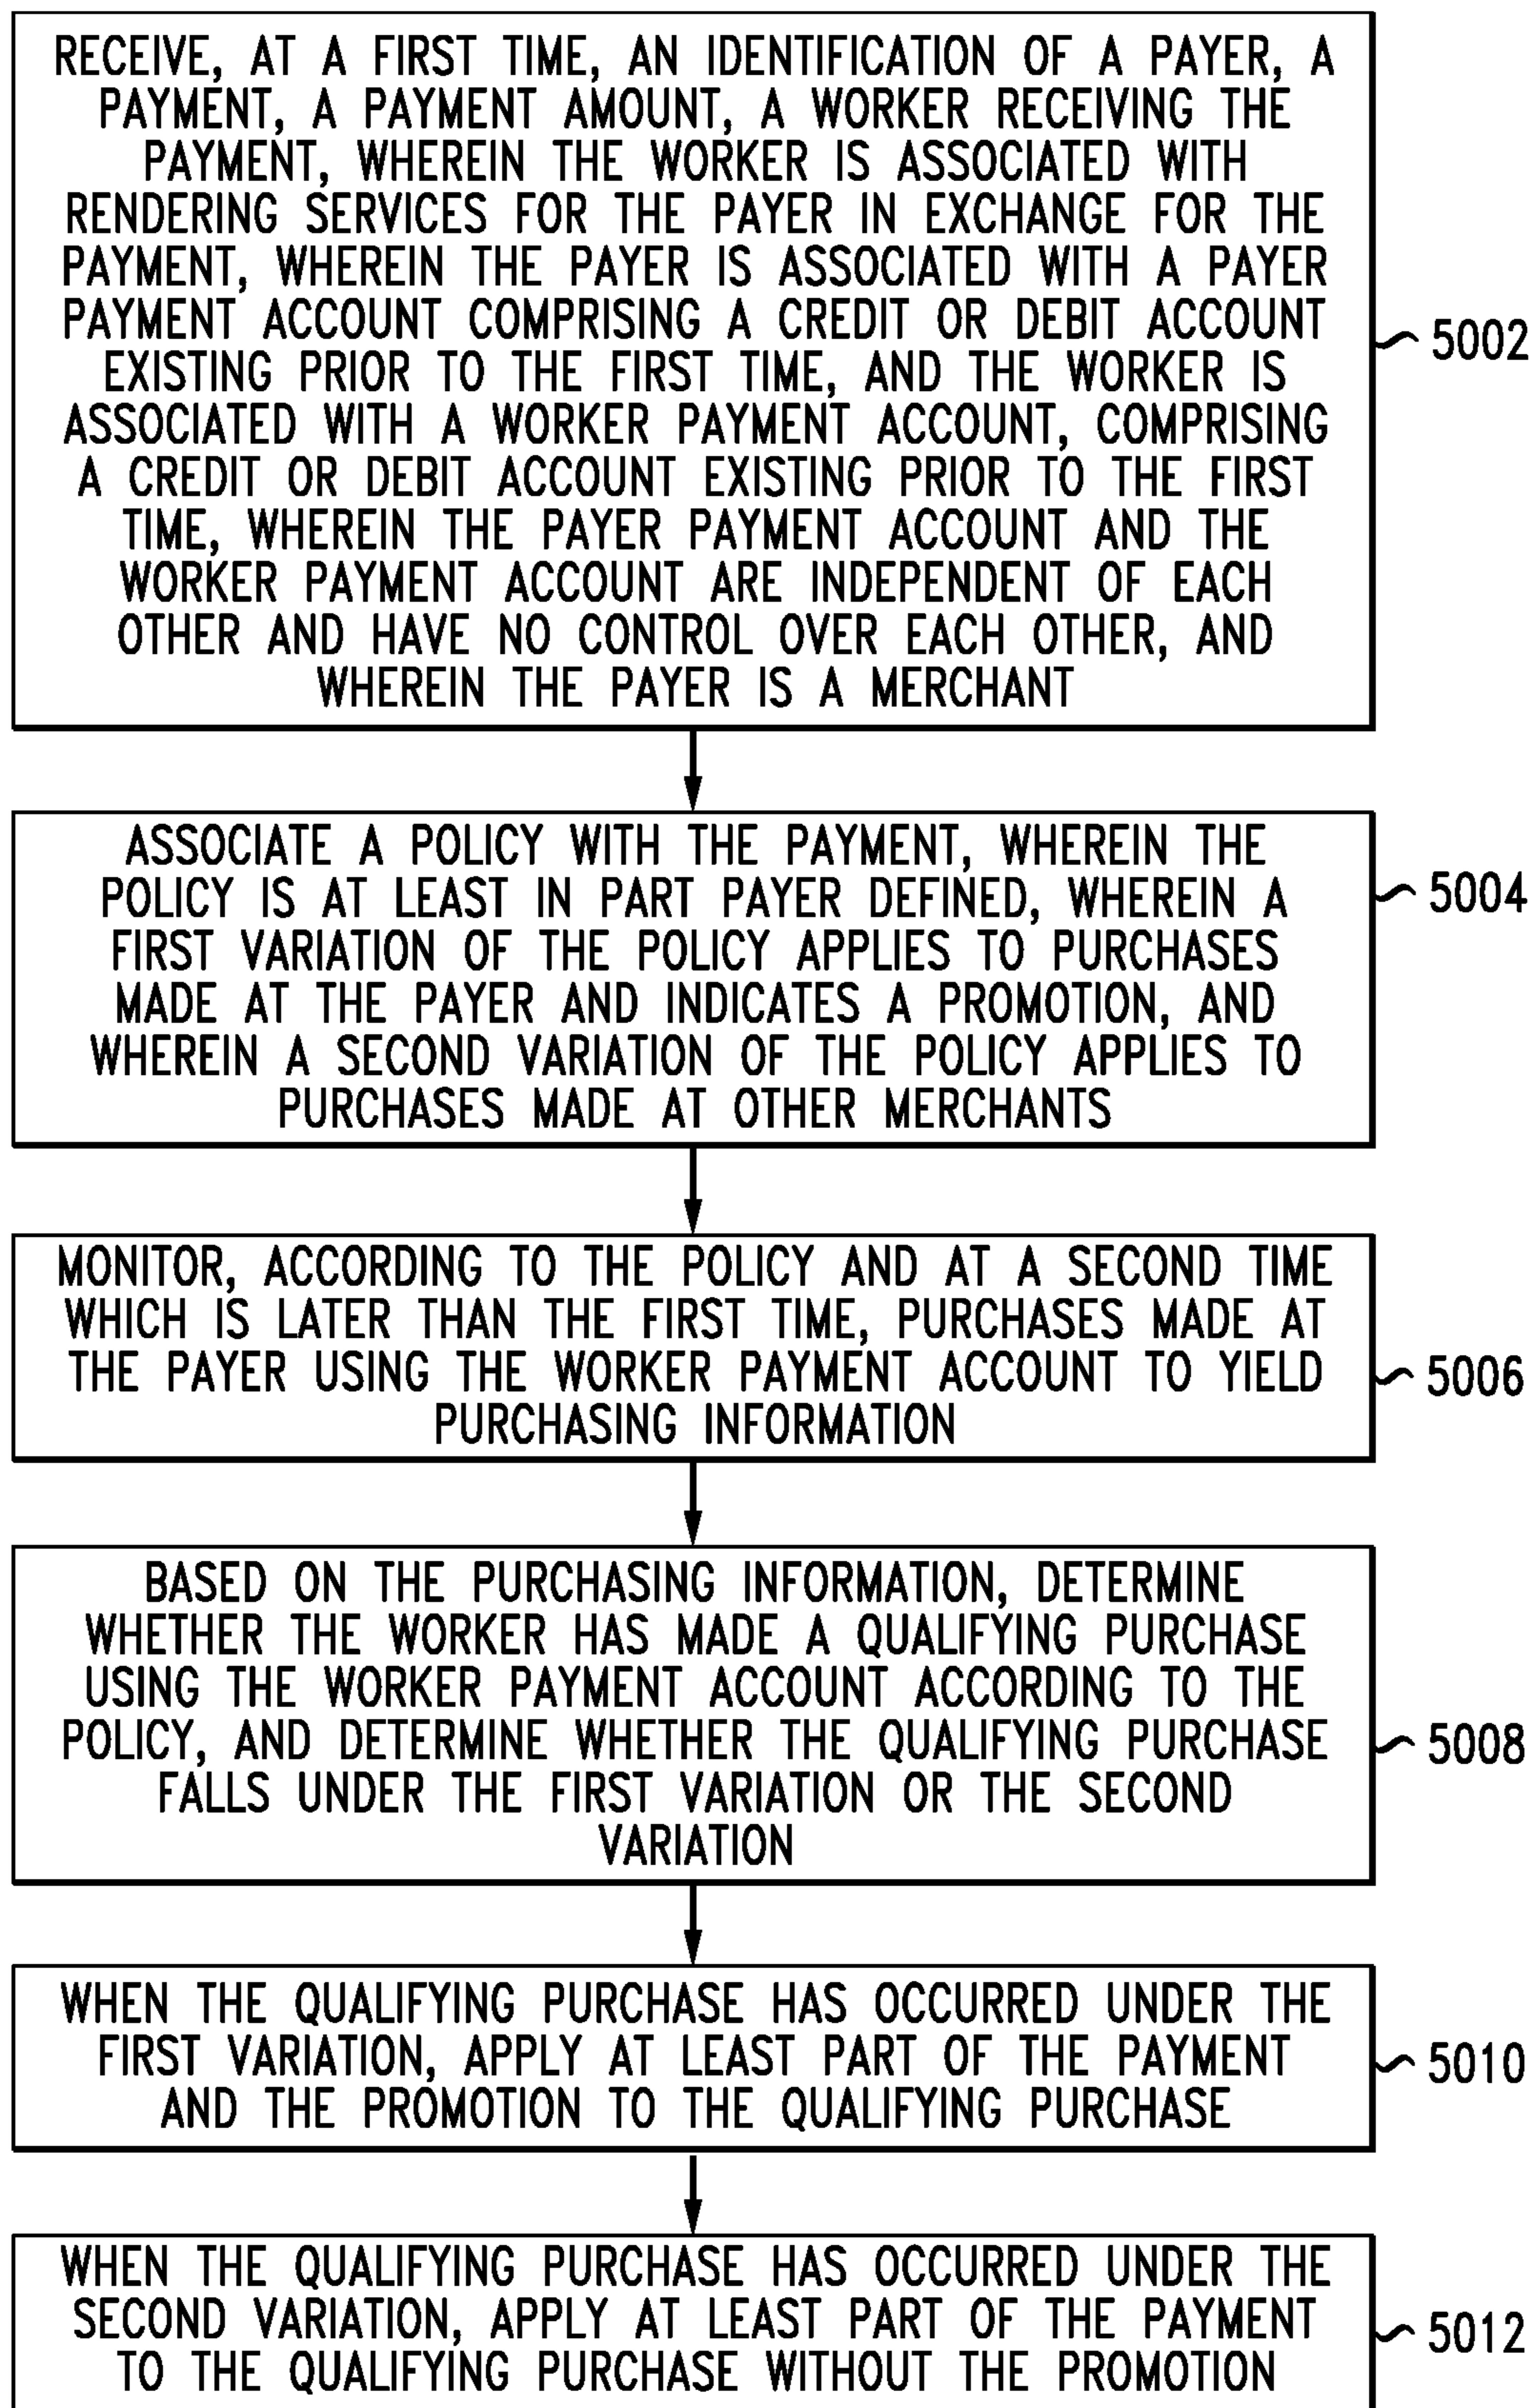 RECEIVE, AT A FIRST TIME, AN IDENTIFICATION OF A PAYER, A
PAYMENT, A PAYMENT AMOUNT, A WORKER RECEIVING THE
PAYMENT, WHEREIN THE WORKER IS ASSOCIATED WITH
RENDERING SERVICES FOR THE PAYER IN EXCHANGE FOR THE
PAYMENT, WHEREIN THE PAYER IS ASSOCIATED WITH A PAYER
PAYMENT ACCOUNT COMPRISING A CREDIT OR DEBIT ACCOUNT
EXISTING PRIOR TO THE FIRST TIME, AND THE WORKER IS
ASSOCIATED WITH A WORKER PAYMENT ACCOUNT, COMPRISING
A CREDIT OR DEBIT ACCOUNT EXISTING PRIOR TO THE FIRST
TIME, WHEREIN THE PAYER PAYMENT ACCOUNT AND THE
WORKER PAYMENT ACCOUNT ARE INDEPENDENT OF EACH
OTHER AND HAVE NO CONTROL OVER EACH OTHER, AND
WHEREIN THE PAYER IS A MERCHANT
5002
ASSOCIATE A POLICY WITH THE PAYMENT, WHEREIN THE
POLICY IS AT LEAST IN PART PAYER DEFINED, WHEREIN A
FIRST VARIATION OF THE POLICY APPLIES TO PURCHASES
MADE AT THE PAYER AND INDICATES A PROMOTION, AND
WHEREIN A SECOND VARIATION OF THE POLICY APPLIES TO
PURCHASES MADE AT OTHER MERCHANTS
5004
MONITOR, ACCORDING TO THE POLICY AND AT A SECOND TIME
WHICH IS LATER THAN THE FIRST TIME, PURCHASES MADE AT
THE PAYER USING THE WORKER PAYMENT ACCOUNT TO YIELD
PURCHASING INFORMATION
5006
BASED ON THE PURCHASING INFORMATION, DETERMINE
WHETHER THE WORKER HAS MADE A QUALIFYING PURCHASE
USING THE WORKER PAYMENT ACCOUNT ACCORDING TO THE
POLICY, AND DETERMINE WHETHER THE QUALIFYING PURCHASE
FALLS UNDER THE FIRST VARIATION OR THE SECOND
VARIATION
5008
WHEN THE QUALIFYING PURCHASE HAS OCCURRED UNDER THE
FIRST VARIATION, APPLY AT LEAST PART OF THE PAYMENT
AND THE PROMOTION TO THE QUALIFYING PURCHASE
5010
WHEN THE QUALIFYING PURCHASE HAS OCCURRED UNDER THE
SECOND VARIATION, APPLY AT LEAST PART OF THE PAYMENT
TO THE QUALIFYING PURCHASE WITHOUT THE PROMOTION
5012